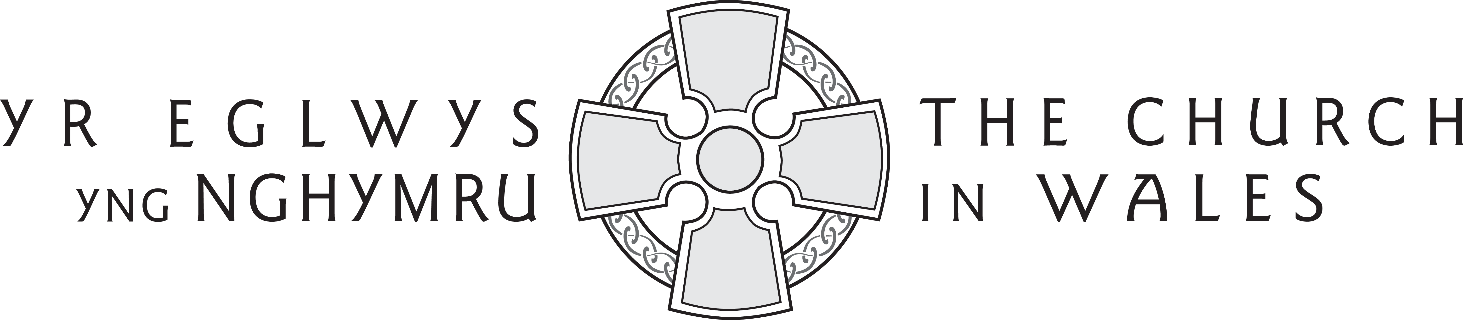 YR EGLWYS
YNG NGHYMRU
THE CHURCH
IN WALES